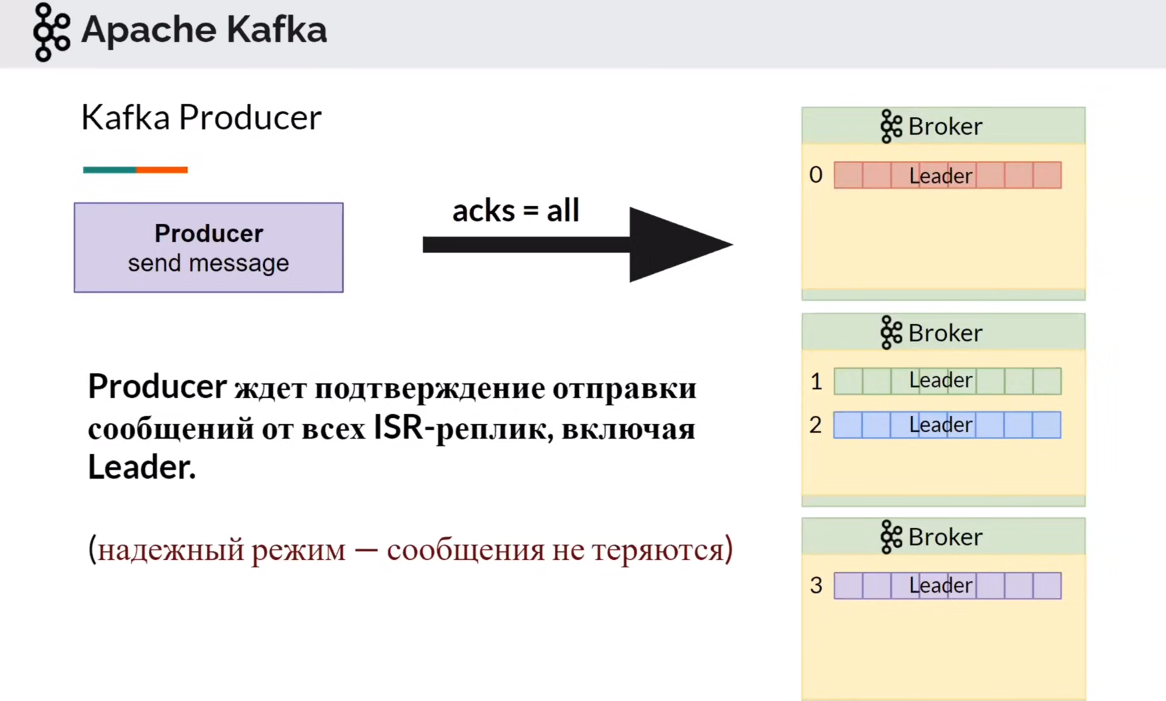 Apache Kafka
Kafka Producer
Producer
send message
acks = all
Producer ждет подтверждение отправки
сообщений от всех ISR-реплик, включая
Leader.
(надежный режим — сообщения не теряются)
Broker
0 Leader
Broker
1 Leader
2 Leader
Broker
3 Leader